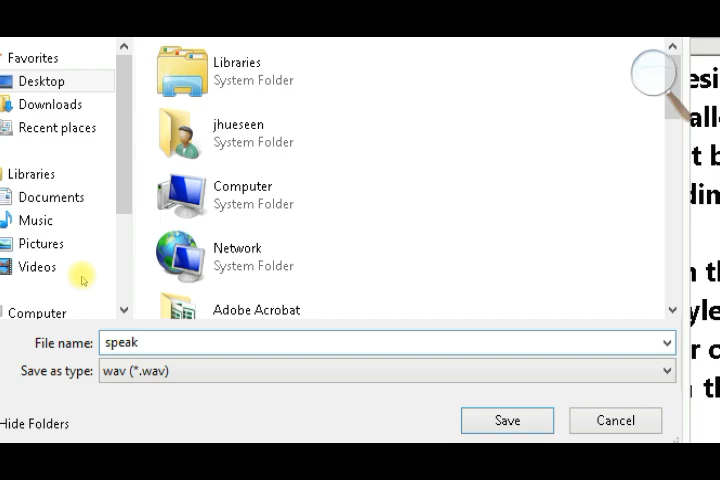 Favorites
Desktop
Downloads
Recent places
Libraries
Documents
Music
Pictures
Videos
Computer
Libraries
System Folder
jhueseen
System Folder
Computer
System Folder
Network
System Folder
Adobe Acrobat
File name: speak
Save as type: wav (*.wav)
Hide Folders
Save
Cancel